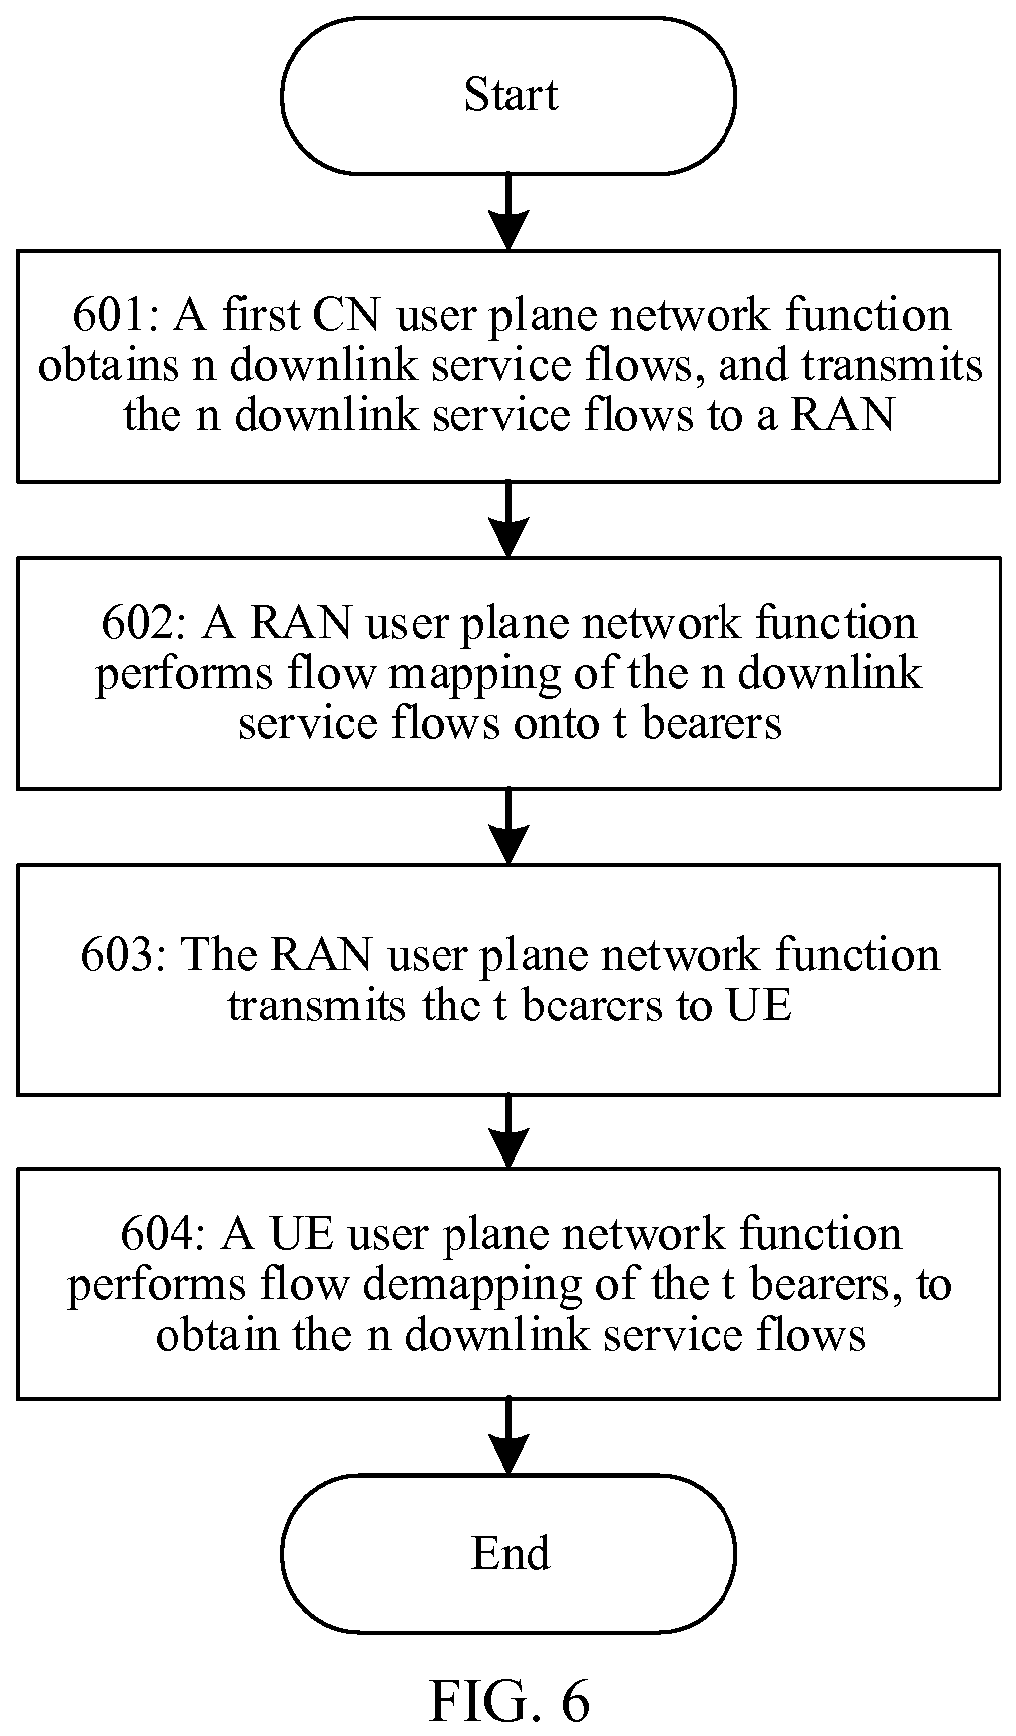 Start
601: A first CN user plane network function
obtains n downlink service flows, and transmits
the n downlink service flows to a RAN
602: A RAN user plane network function
performs flow mapping of the n downlink
service flows onto t bearers
603: The RAN user plane network function
transmits the t bearers to UE
604: A UE user plane network function
performs flow demapping of the t bearers, to
obtain the n downlink service flows
End
FIG. 6